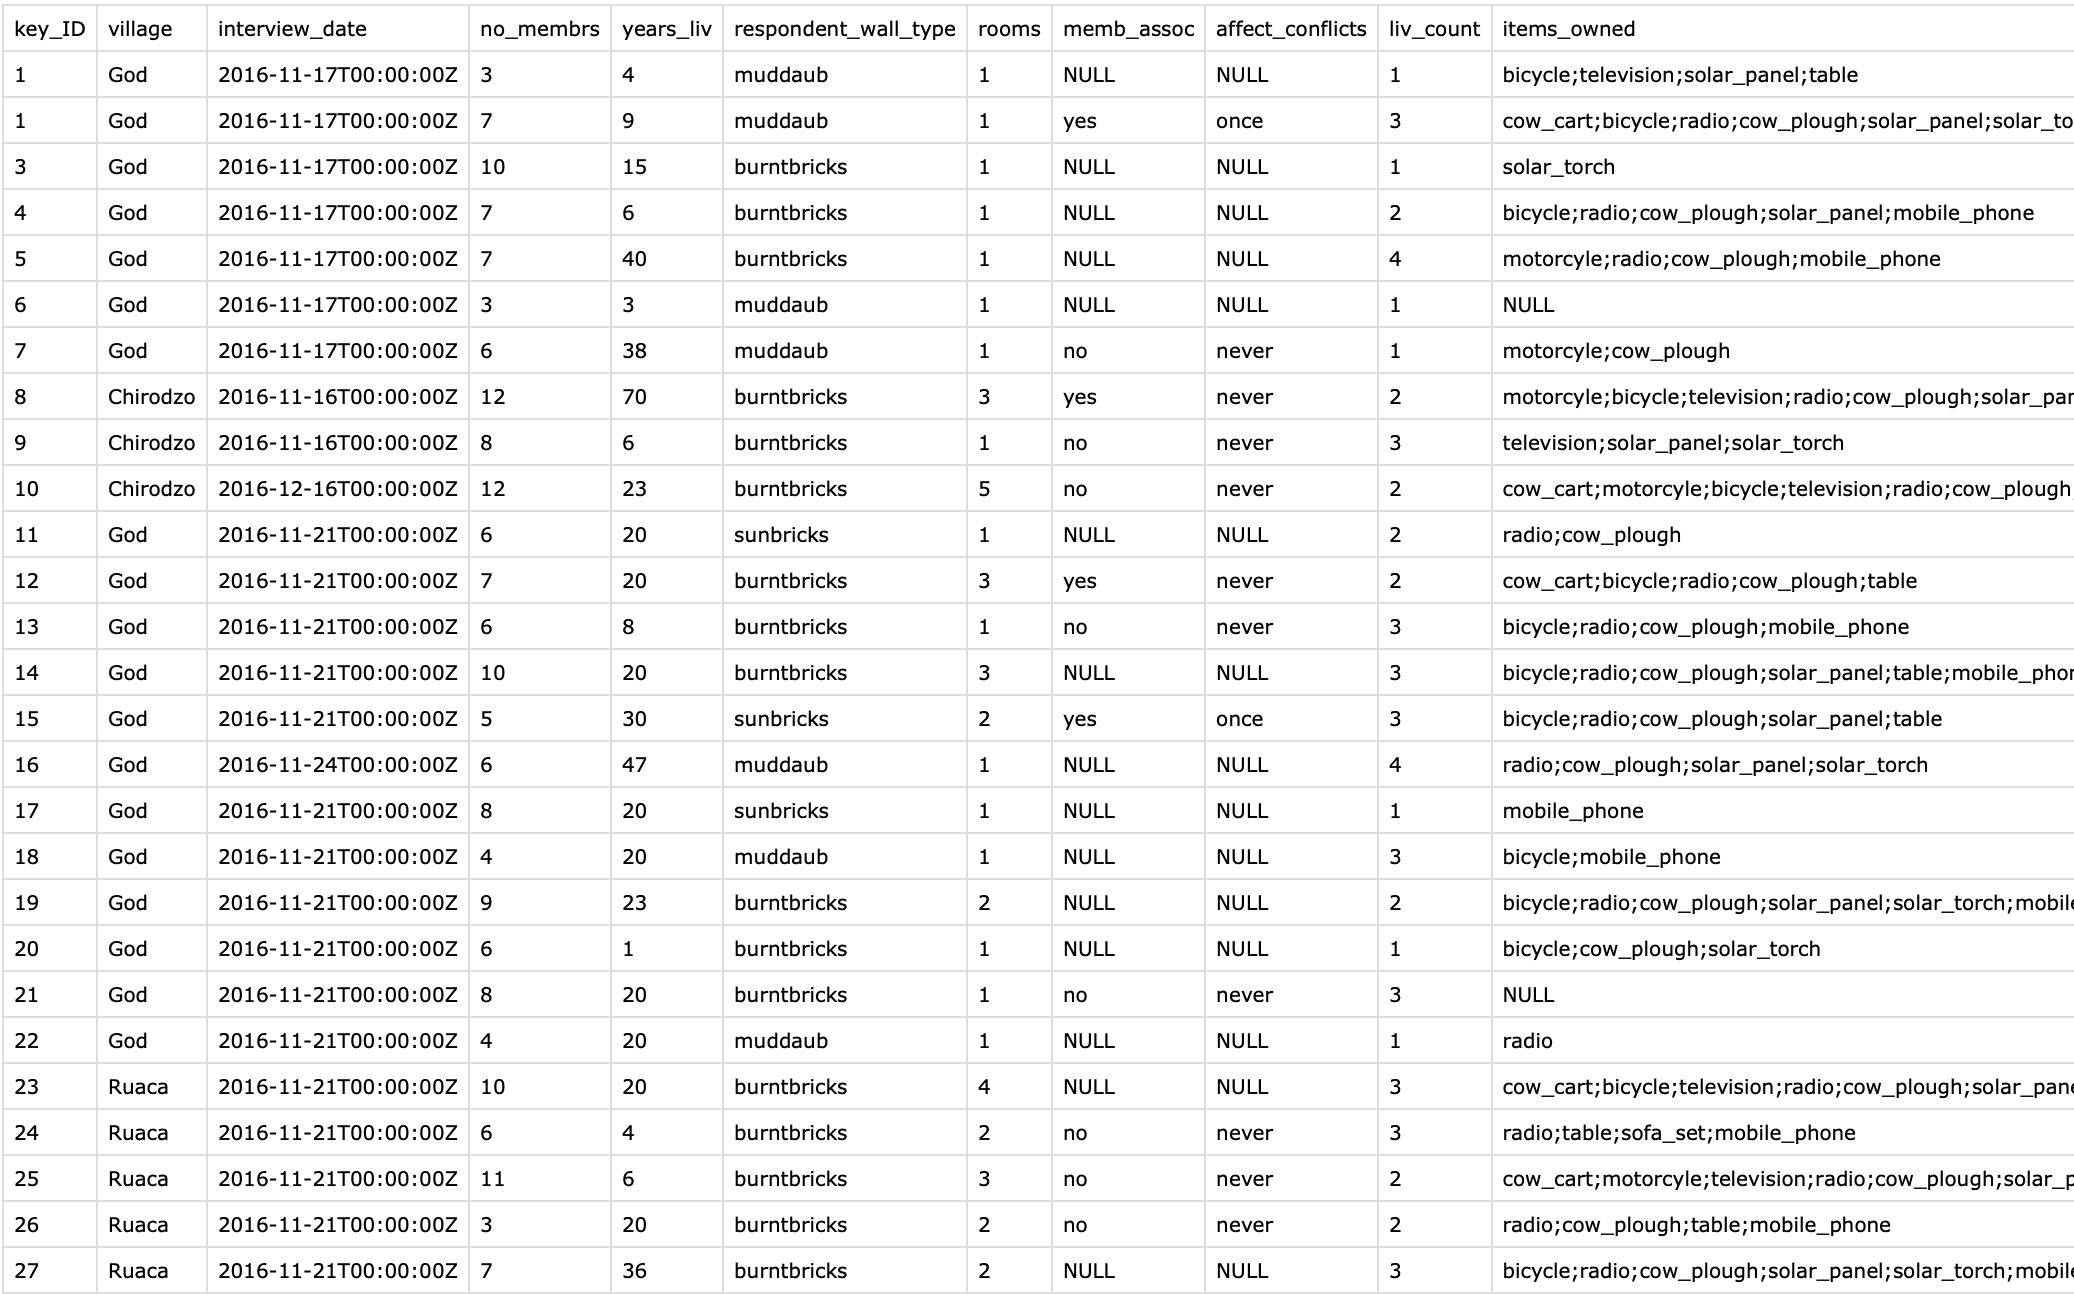 key_ID village interview_date no_membrs years_liv respondent_wall_type rooms memb_assoc affect_conflicts liv_count items_owned
1 God 2016-11-17T00:00:00Z 3 4 muddaub 1 NULL NULL 1 bicycle;television;solar_panel;table
1 God 2016-11-17T00:00:00Z 7 9 muddaub 1 yes once 3 cow_cart;bicycle;radio;cow_plough;solar_panel;solar_to
3 God 2016-11-17T00:00:00Z 10 15 burntbricks 1 NULL NULL 1 solar_torch
4 God 2016-11-17T00:00:00Z 7 6 burntbricks 1 NULL NULL 2 bicycle;radio;cow_plough;solar_panel;mobile_phone
5 God 2016-11-17T00:00:00Z 7 40 burntbricks 1 NULL NULL 4 motorcyle;radio;cow_plough;mobile_phone
6 God 2016-11-17T00:00:00Z 3 3 muddaub 1 NULL NULL 1 NULL
7 God 2016-11-17T00:00:00Z 6 38 muddaub 1 no never 1 motorcyle;cow_plough
8 Chirodzo 2016-11-16T00:00:00Z 12 70 burntbricks 3 yes never 2 motorcyle;bicycle;television;radio;cow_plough;solar_par
9 Chirodzo 2016-11-16T00:00:00Z 8 6 burntbricks 1 no never 3 television;solar_panel;solar_torch
10 Chirodzo 2016-12-16T00:00:00Z 12 23 burntbricks 5 no never 2 cow_cart;motorcyle;bicycle;television;radio;cow_plough;
11 God 2016-11-21T00:00:00Z 6 20 sunbricks 1 NULL NULL 2 radio;cow_plough
12 God 2016-11-21T00:00:00Z 7 20 burntbricks 3 yes never 2 cow_cart;bicycle;radio;cow_plough;table
13 God 2016-11-21T00:00:00Z 6 8 burntbricks 1 no never 3 bicycle;radio;cow_plough;mobile_phone
14 God 2016-11-21T00:00:00Z 10 20 burntbricks 3 NULL NULL 3 bicycle;radio;cow_plough;solar_panel;table;mobile_phon
15 God 2016-11-21T00:00:00Z 5 30 sunbricks 2 yes once 3 bicycle;radio;cow_plough;solar_panel;table
16 God 2016-11-24T00:00:00Z 6 47 muddaub 1 NULL NULL 4 radio;cow_plough;solar_panel;solar_torch
17 God 2016-11-21T00:00:00Z 8 20 sunbricks 1 NULL NULL 1 mobile_phone
18 God 2016-11-21T00:00:00Z 4 20 muddaub 1 NULL NULL 3 bicycle;mobile_phone
19 God 2016-11-21T00:00:00Z 9 23 burntbricks 2 NULL NULL 2 bicycle;radio;cow_plough;solar_panel;solar_torch;mobile
20 God 2016-11-21T00:00:00Z 6 1 burntbricks 1 NULL NULL 1 bicycle;cow_plough;solar_torch
21 God 2016-11-21T00:00:00Z 8 20 burntbricks 1 no never 3 NULL
22 God 2016-11-21T00:00:00Z 4 20 muddaub 1 NULL NULL 1 radio
23 Ruaca 2016-11-21T00:00:00Z 10 20 burntbricks 4 NULL NULL 3 cow_cart;bicycle;television;radio;cow_plough;solar_pane
24 Ruaca 2016-11-21T00:00:00Z 6 4 burntbricks 2 no never 3 radio;table;sofa_set;mobile_phone
25 Ruaca 2016-11-21T00:00:00Z 11 6 burntbricks 3 no never 2 cow_cart;motorcyle;television;radio;cow_plough;solar_p
26 Ruaca 2016-11-21T00:00:00Z 3 20 burntbricks 2 no never 2 radio;cow_plough;table;mobile_phone
27 Ruaca 2016-11-21T00:00:00Z 7 36 burntbricks 2 NULL NULL 3 bicycle;radio;cow_plough;solar_panel;solar_torch;mobile